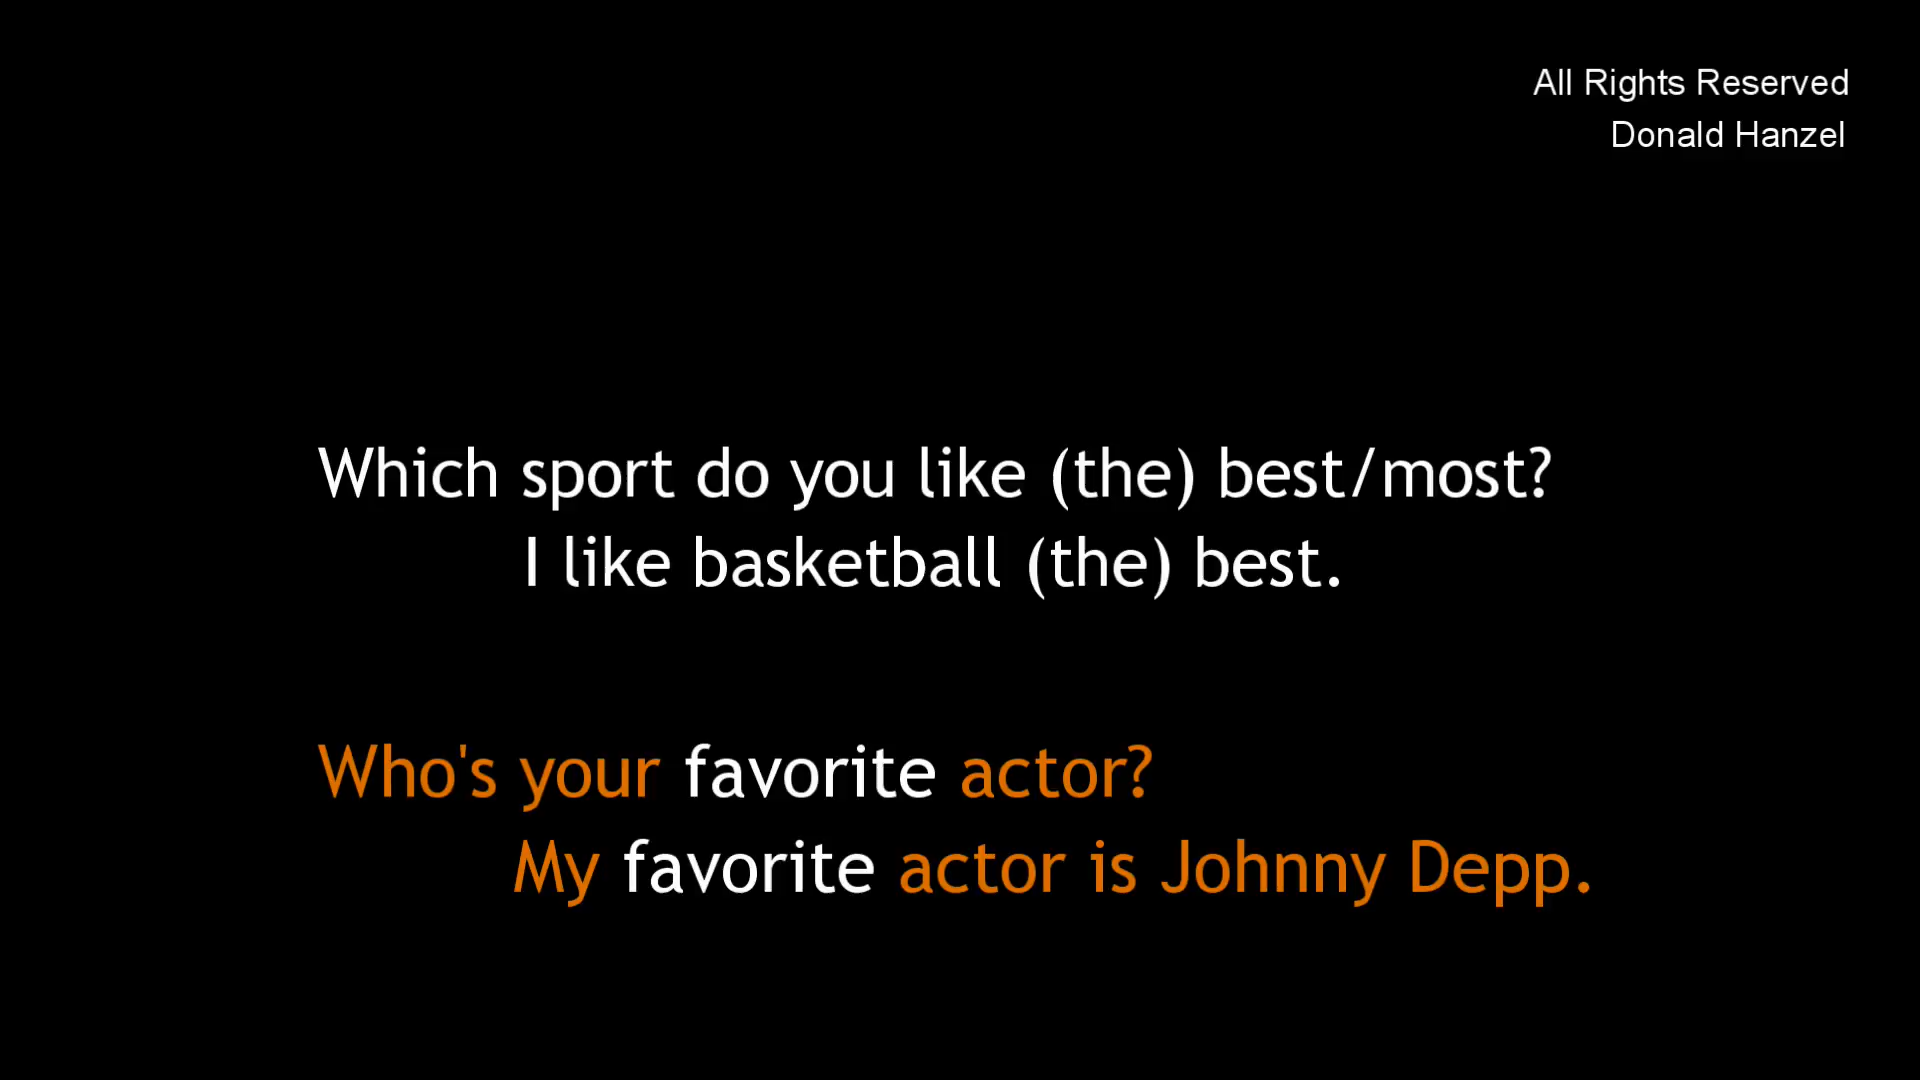 All Rights Reserved
Donald Hanzel
Which sport do you like (the) best/most?
I like basketball (the) best.
Who's your favorite actor?
My favorite actor is Johnny Depp.